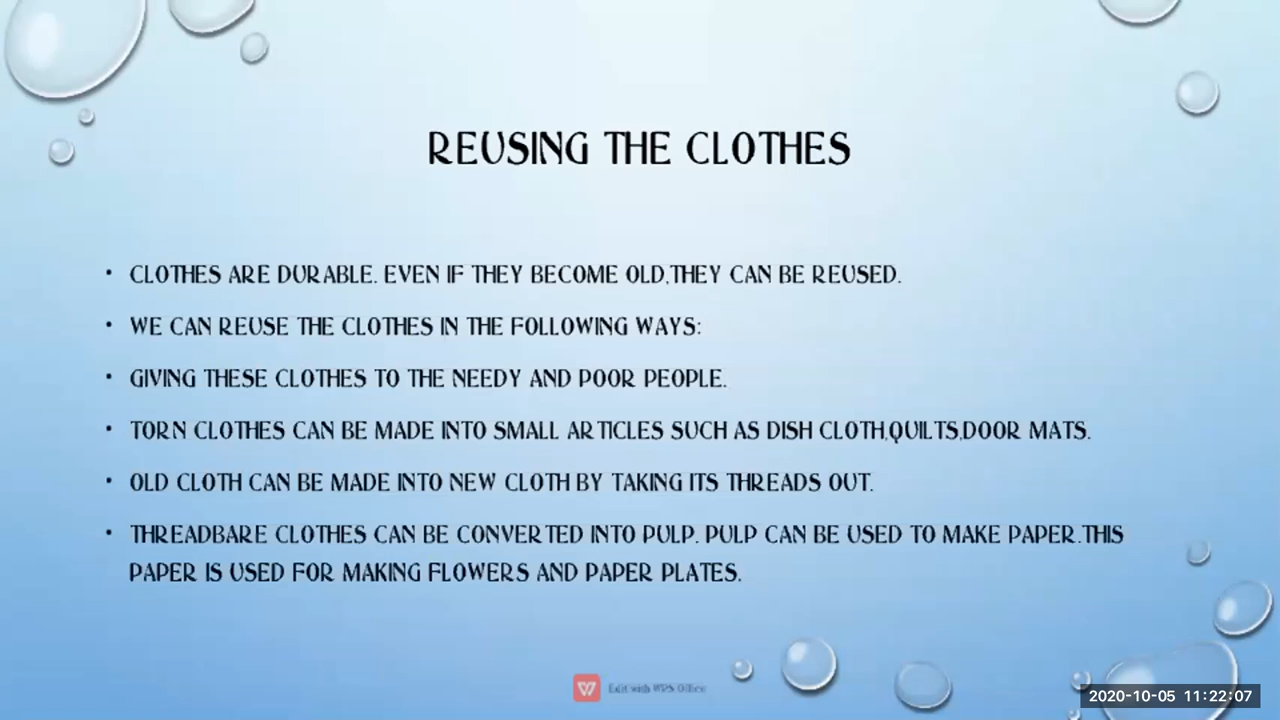 REUSING THE CLOTHES
• CLOTHES ARE DURABLE. EVEN IF THEY BECOME OLD,THEY CAN BE REUSED.
• WE CAN REUSE THE CLOTHES IN THE FOLLOWING WAYS:
• GIVING THESE CLOTHES TO THE NEEDY AND POOR PEOPLE.
• TORN CLOTHES CAN BE MADE INTO SMALL ARTICLES SUCH AS DISH CLOTH,QUILTS,DOOR MATS.
• OLD CLOTH CAN BE MADE INTO NEW CLOTH BY TAKING ITS THREADS OUT.
• THREADBARE CLOTHES CAN BE CONVERTED INTO PULP. PULP CAN BE USED TO MAKE PAPER.THIS
PAPER IS USED FOR MAKING FLOWERS AND PAPER PLATES.
Edit with WPS Office
2020-10-05 11:22:07